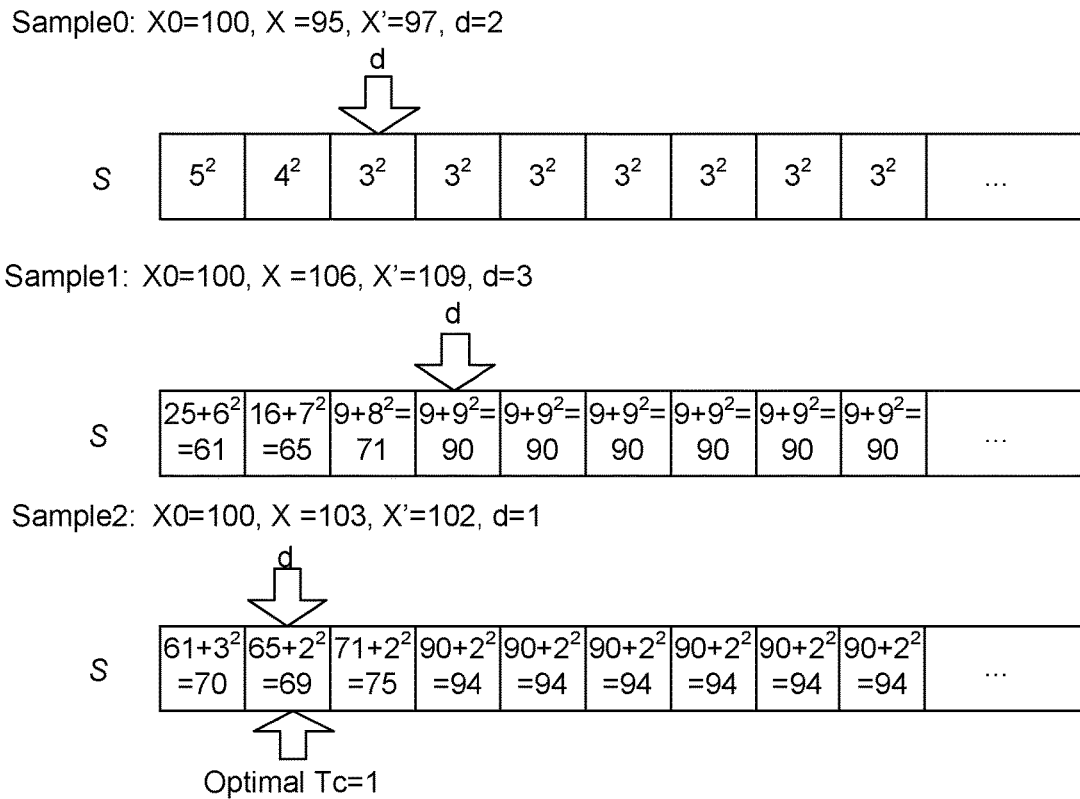 Sample0: X0=100, X =95, X'=97, d=2
d
S 5² 4² 3² 3² 3² 3² 3² 3² 3² ...
Sample1: X0=100, X =106, X'=109, d=3
d
S
25+6² 16+7² 9+8²= 9+9²= 9+9²= 9+9²= 9+9²= 9+9²= 9+9²= ...
=61 =65 71 90 90 90 90 90 90
Sample2: X0=100, X =103, X'=102, d=1
d
S
61+3² 65+2² 71+2² 90+2² 90+2² 90+2² 90+2² 90+2² 90+2² ...
=70 =69 =75 =94 =94 =94 =94 =94 =94
Optimal Tc=1